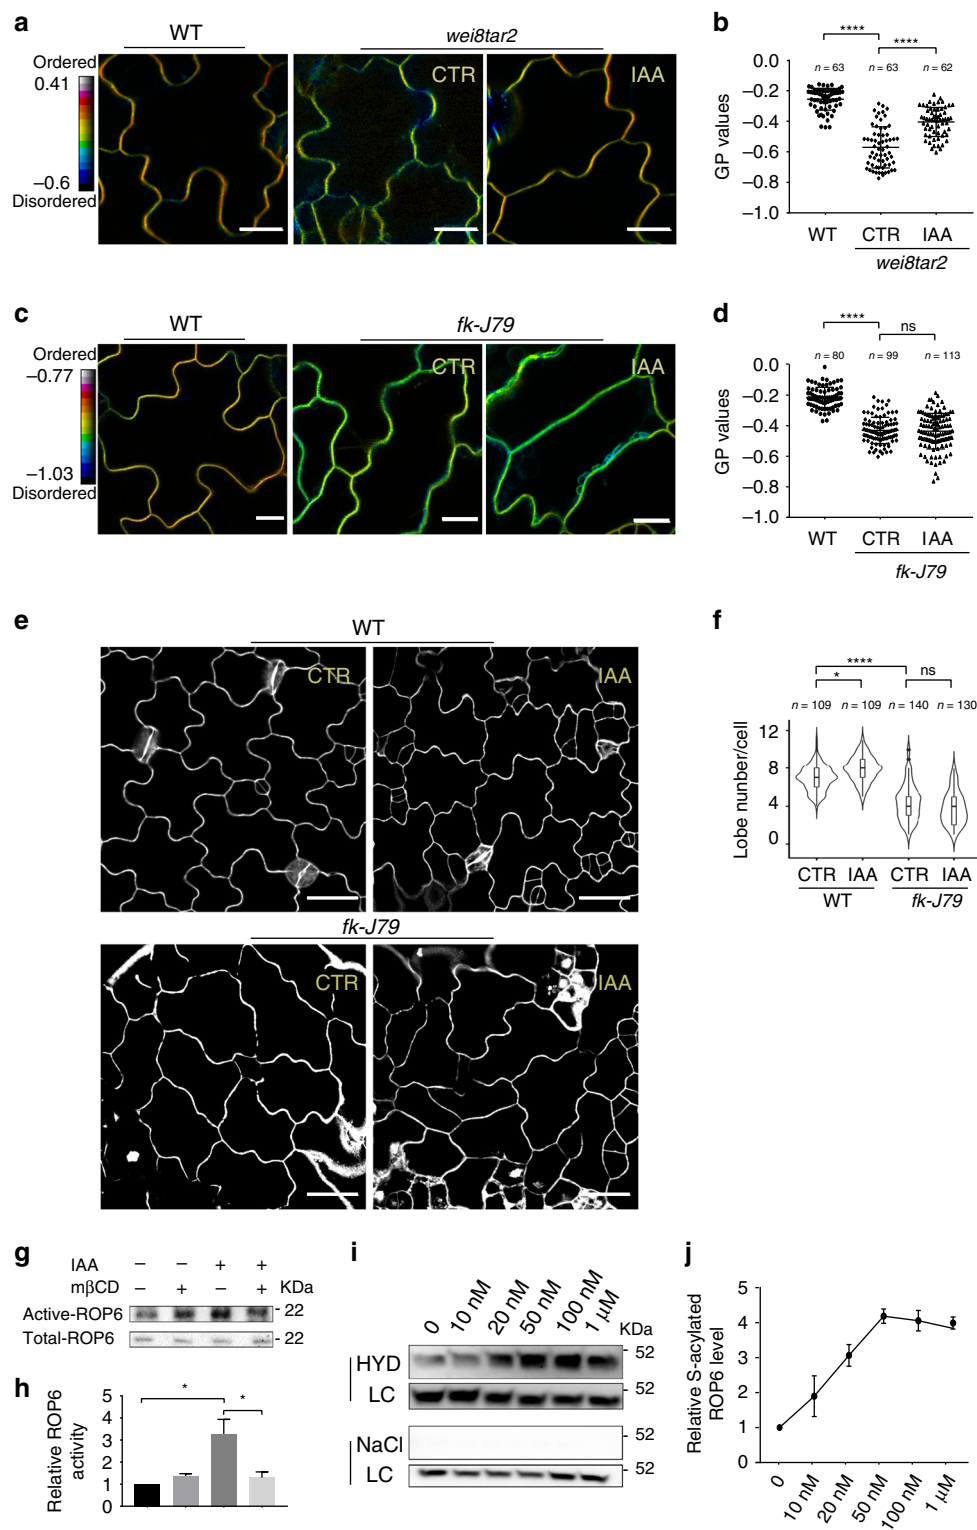 a
WT
wei8tar2
Ordered
0.41
–0.6
Disordered
CTR
IAA
b
****
****
n = 63
n = 63
n = 62
GP values
0.0
–0.2
–0.4
–0.6
–0.8
–1.0
WT
CTR
IAA
wei8tar2
c
WT
fk-J79
Ordered
–0.77
–1.03
Disordered
CTR
IAA
d
****
ns
n = 80
n = 99
n = 113
GP values
0.0
–0.2
–0.4
–0.6
–0.8
–1.0
WT
CTR
IAA
fk-J79
e
WT
CTR
IAA
fk-J79
CTR
IAA
f
****
ns
*
n = 109
n = 109
n = 140
n = 130
Lobe number/cell
12
8
4
0
CTR
IAA
CTR
IAA
WT
fk-J79
g
IAA – – + +
mβCD – + – + KDa
Active-ROP6 - 22
Total-ROP6 - 22
h
*
*
Relative ROP6
activity
5
4
3
2
1
0
i
0
10 nM
20 nM
50 nM
100 nM
1 μM
KDa
HYD
52
LC
52
NaCl
52
LC
52
j
Relative S-acylated
ROP6 level
5
4
3
2
1
0
0
10 nM
20 nM
50 nM
100 nM
1 μM